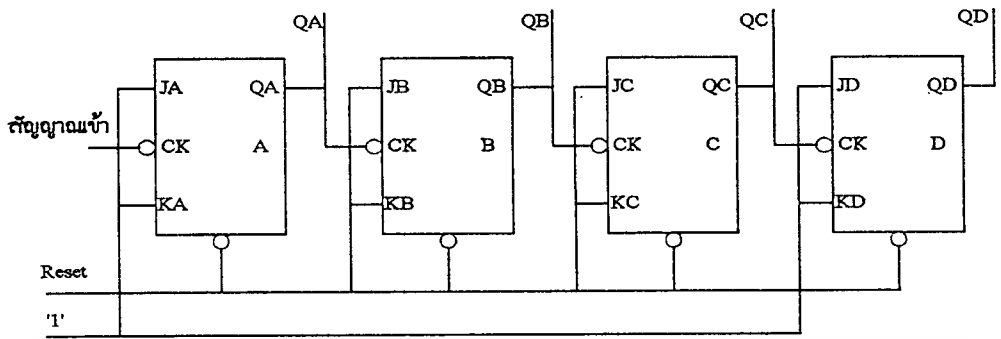 QA QB QC QD
JA QA JB QB JC QC JD QD
สัญญาณเข้า CK A CK B CK C CK D
KA KB KC KD
Reset
'1'